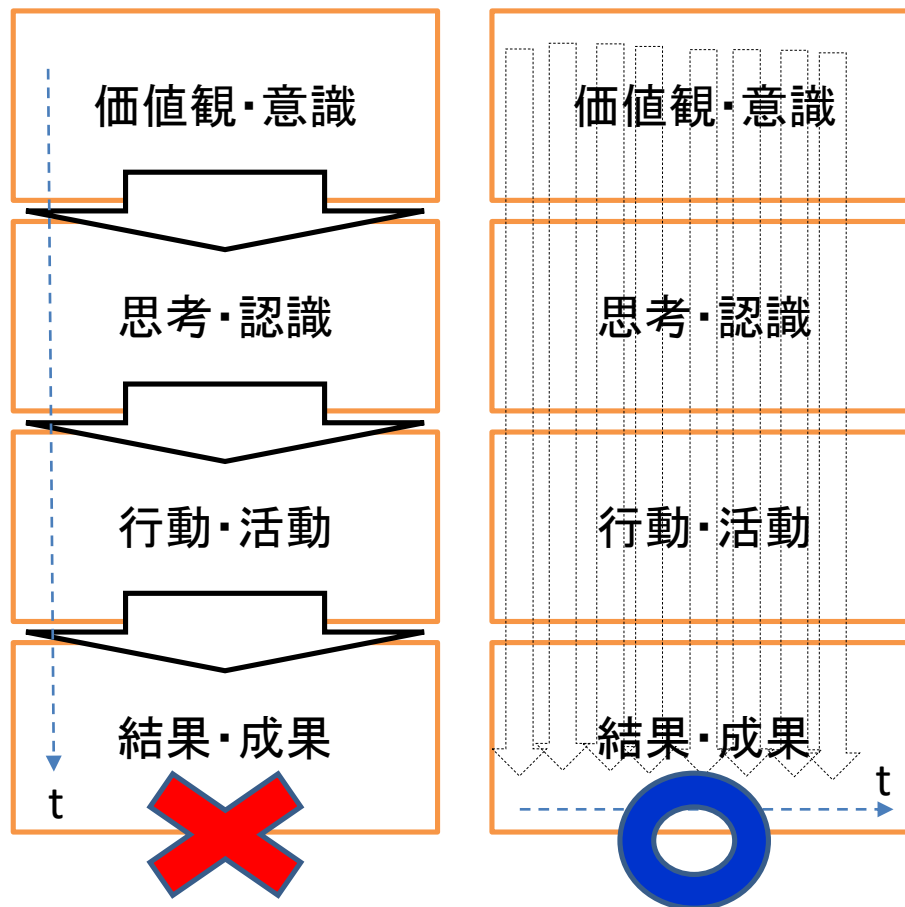 価値観・意識
思考・認識
行動・活動
結果・成果
t
価値観・意識
思考・認識
行動・活動
結果・成果
t